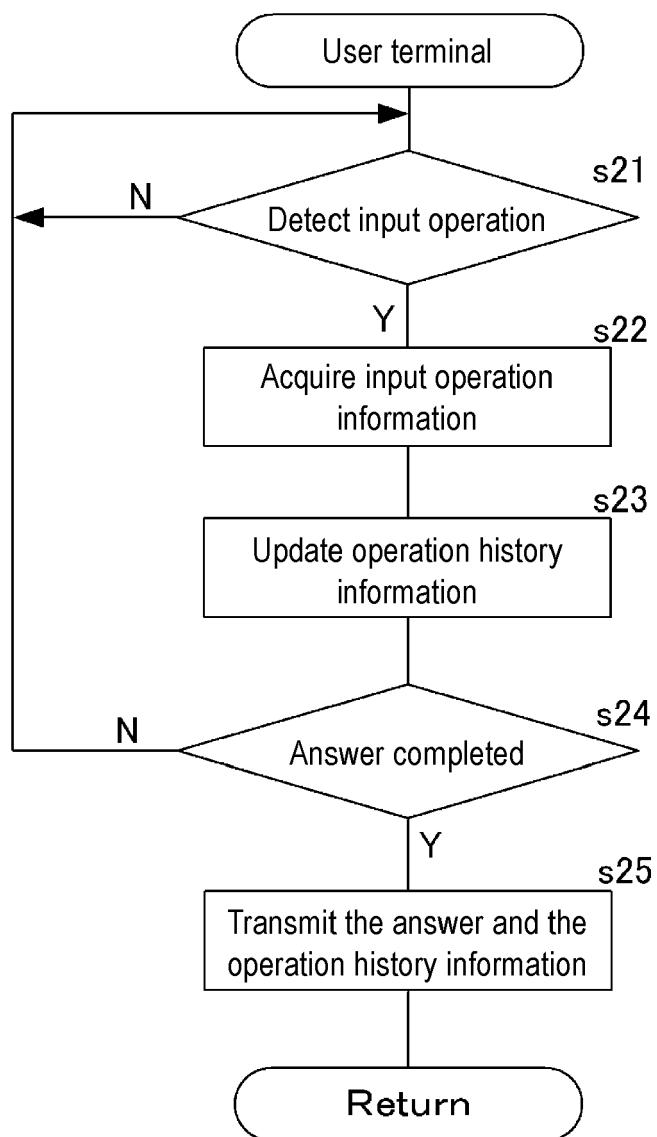 User terminal
s21
N
Detect input operation
Y
s22
Acquire input operation
information
s23
Update operation history
information
s24
N
Answer completed
Y
s25
Transmit the answer and the
operation history information
Return